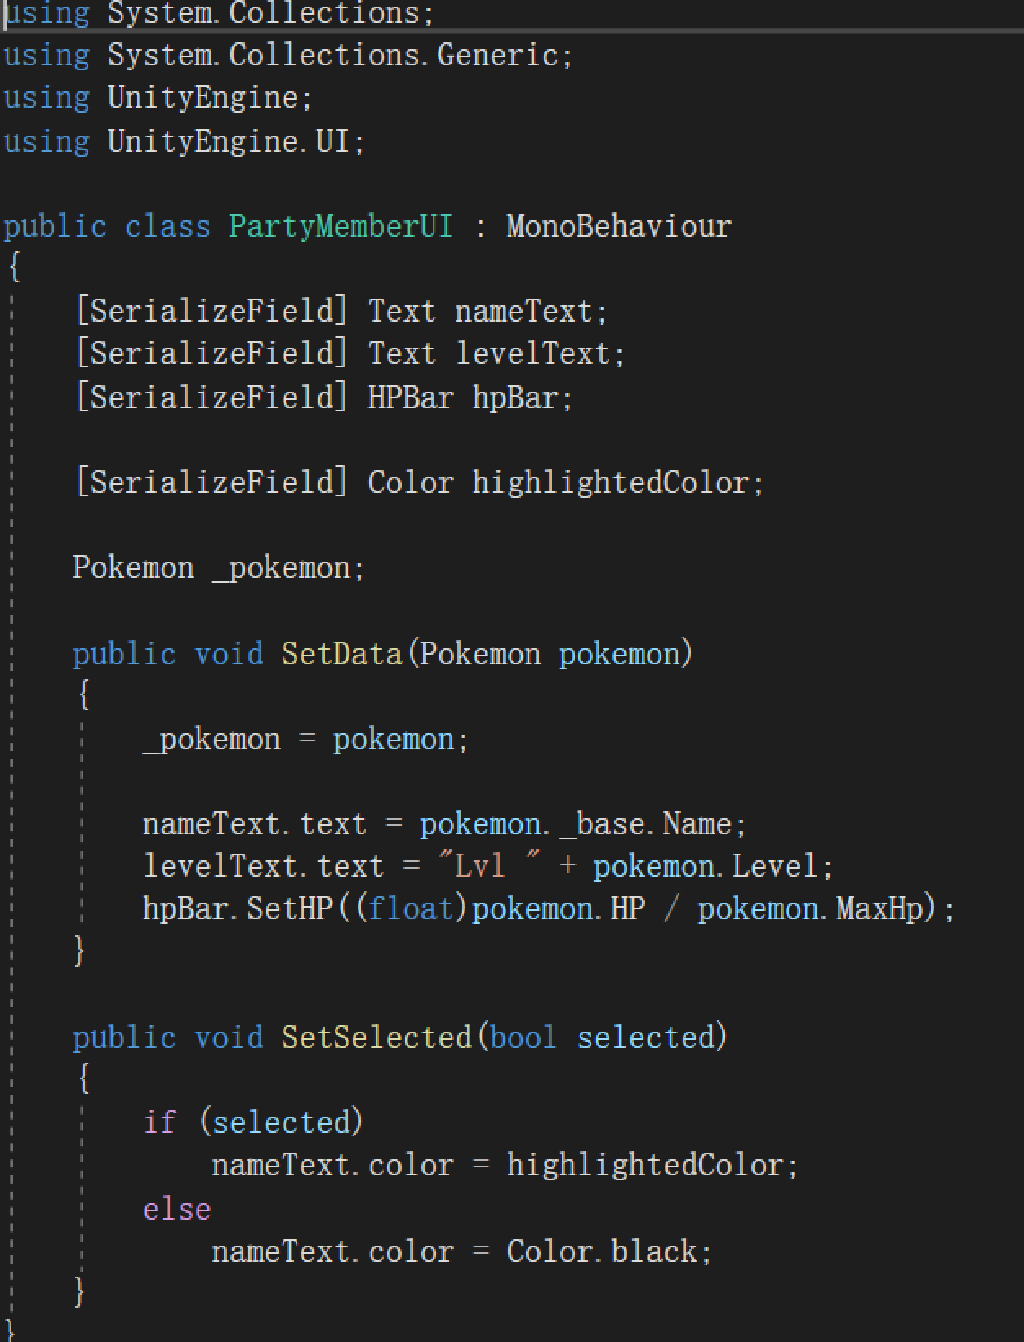 using System.Collections;
using System.Collections.Generic;
using UnityEngine;
using UnityEngine.UI;

public class PartyMemberUI : MonoBehaviour
{
    [SerializeField] Text nameText;
    [SerializeField] Text levelText;
    [SerializeField] HPBar hpBar;

    [SerializeField] Color highlightedColor;

    Pokemon _pokemon;

    public void SetData(Pokemon pokemon)
    {
        _pokemon = pokemon;

        nameText.text = pokemon._base.Name;
        levelText.text = "Lvl " + pokemon.Level;
        hpBar.SetHP((float)pokemon.HP / pokemon.MaxHp);
    }

    public void SetSelected(bool selected)
    {
        if (selected)
            nameText.color = highlightedColor;
        else
            nameText.color = Color.black;
    }
}